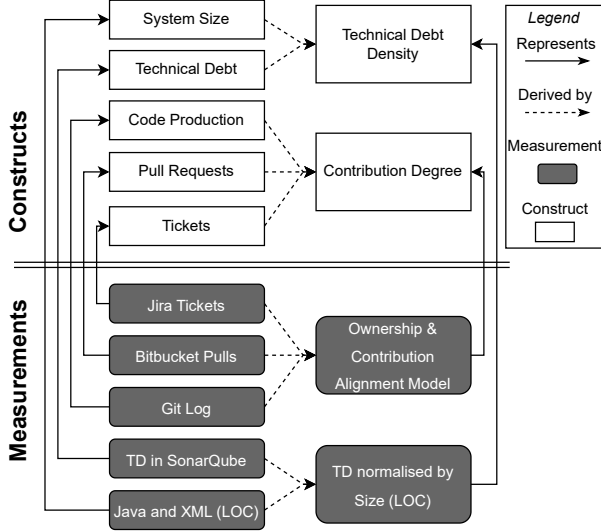 Constructs
System Size
Technical Debt
Code Production
Pull Requests
Tickets
Technical Debt
Density
Contribution Degree
Legend
Represents
Derived by
Measurement
Construct
Measurements
Jira Tickets
Bitbucket Pulls
Git Log
TD in SonarQube
Java and XML (LOC)
Ownership &
Contribution
Alignment Model
TD normalised by
Size (LOC)